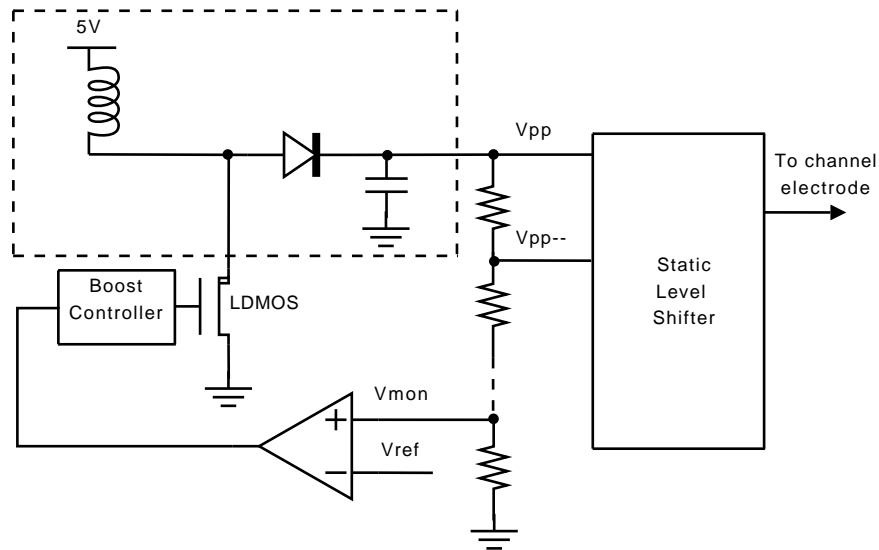 5V
Vpp
To channel
electrode
Vpp--
Static
Level
Shifter
Boost
Controller
LDMOS
Vmon
Vref